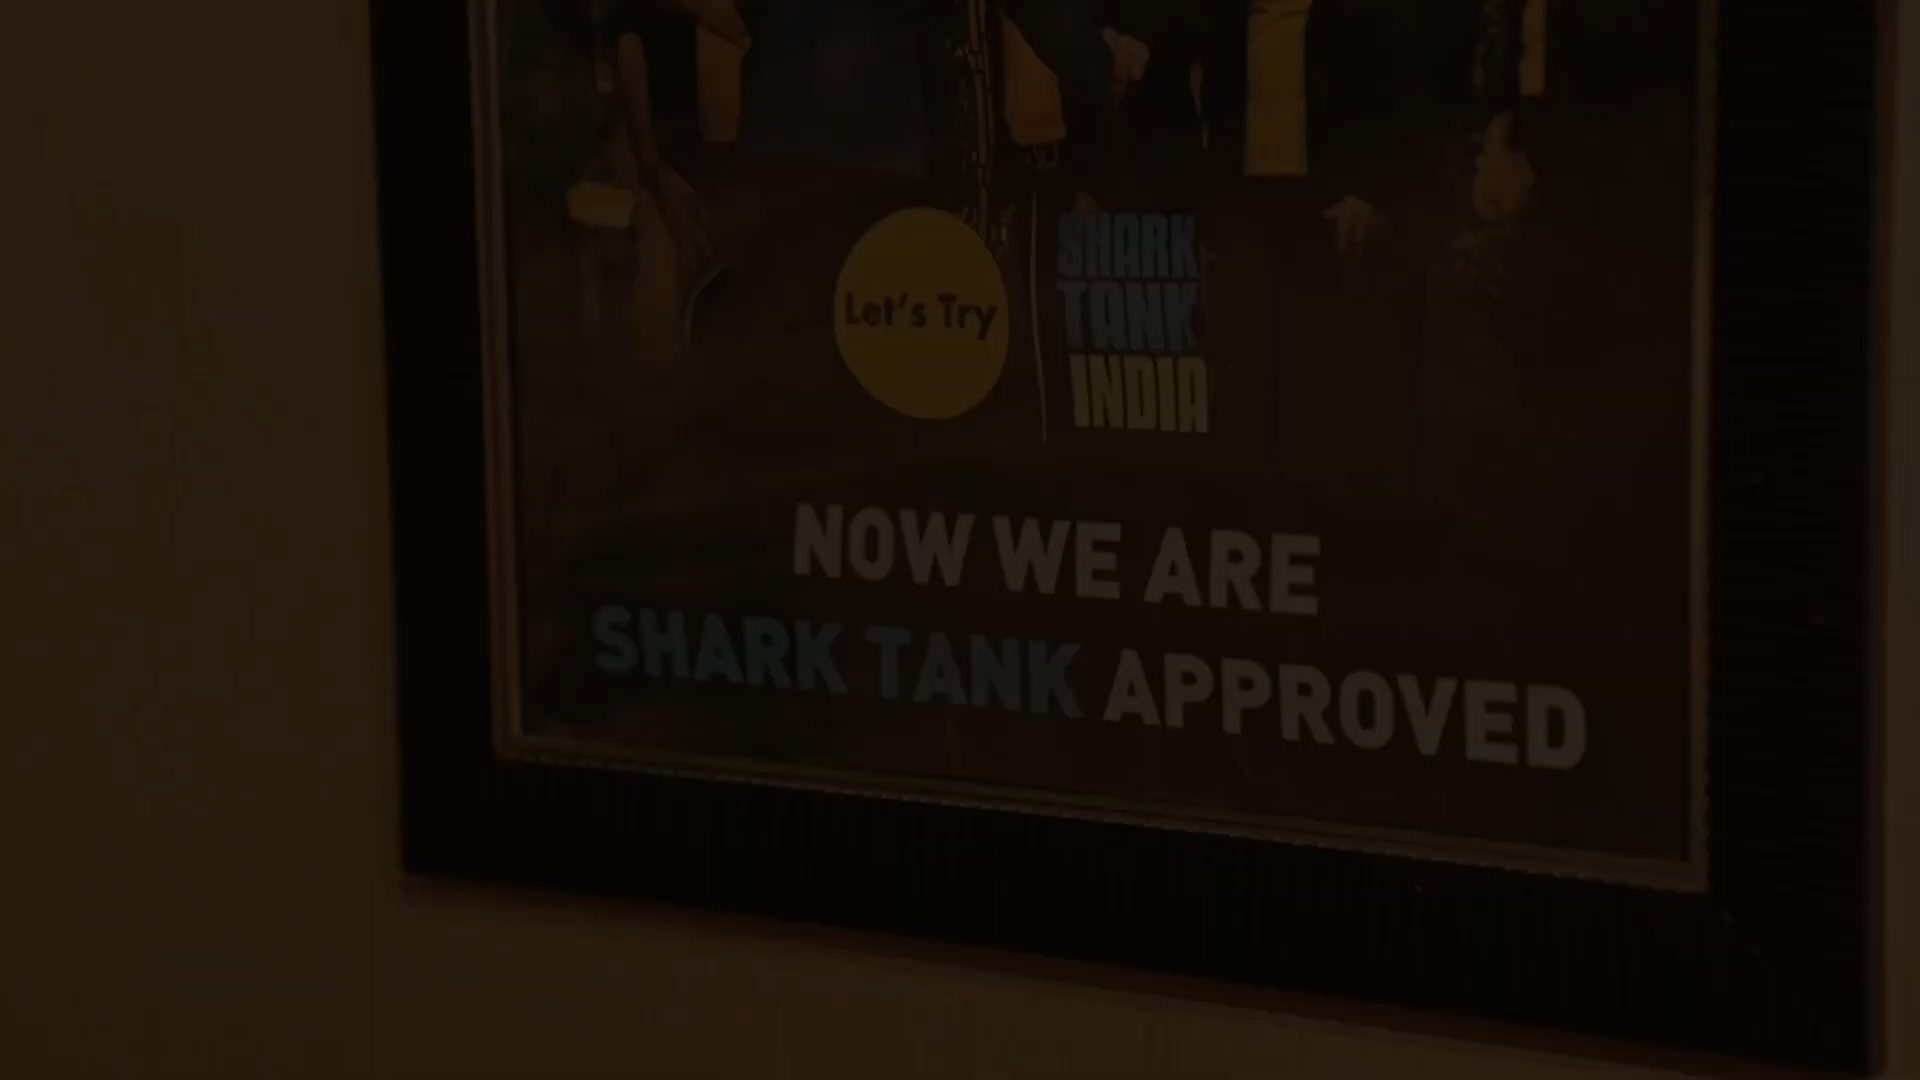 Let's Try
SHARK
TANK
INDIA
NOW WE ARE
SHARK TANK APPROVED